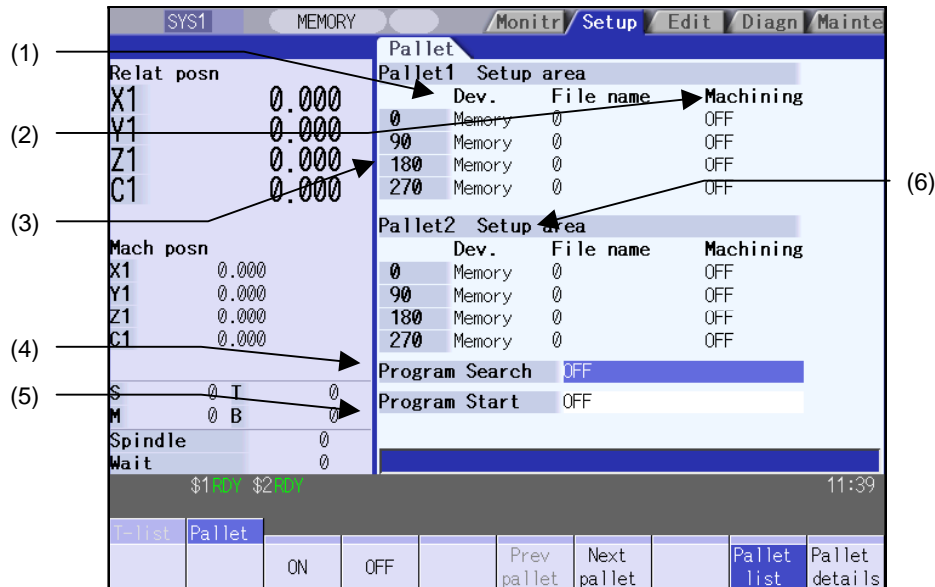 SYS1 MEMORY Monitr Setup Edit Diagn Mainte
Pallet
(1)
Relat posn
X1 0.000
Y1 0.000
Z1 0.000
C1 0.000
(2)
(3)
Mach posn
X1 0.000
Y1 0.000
Z1 0.000
C1 0.000
(4)
(5)
S 0 T 0
M 0 B 0
Spindle 0
Wait 0
Pallet1 Setup area
Dev. File name Machining
0 Memory 0 OFF
90 Memory 0 OFF
180 Memory 0 OFF
270 Memory 0 OFF
(6)
Pallet2 Setup area
Dev. File name Machining
0 Memory 0 OFF
90 Memory 0 OFF
180 Memory 0 OFF
270 Memory 0 OFF
Program Search OFF
Program Start OFF
$1RDY $2RDY 11:39
T-list Pallet
ON OFF Prev pallet Next pallet Pallet list Pallet details